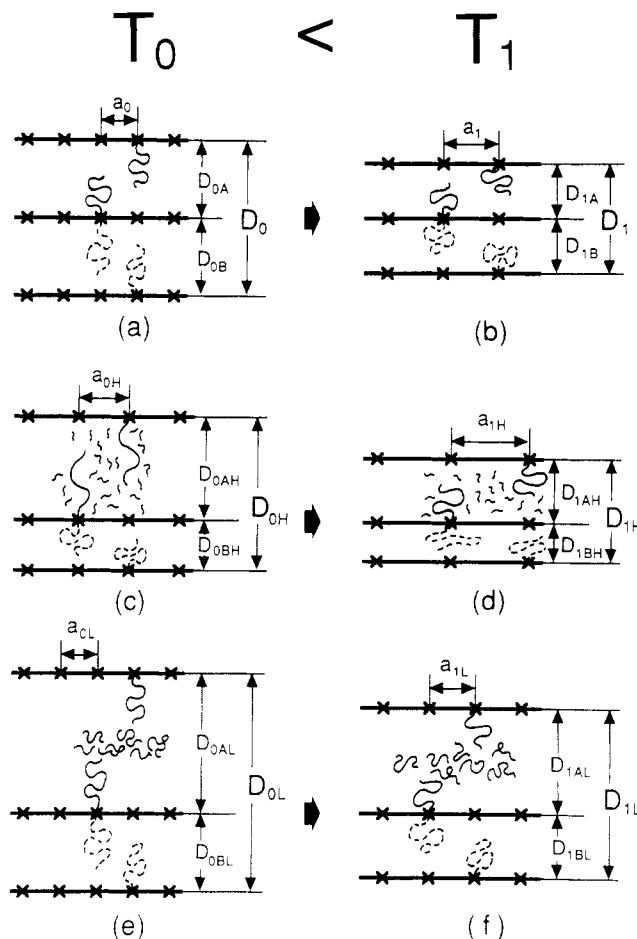 T₀ < T₁
a₀
D₀A
D₀
D₀B
(a)
a₁
D₁A
D₁
D₁B
(b)
a₀H
D₀AH
D₀H
D₀BH
(c)
a₁H
D₁AH
D₁H
D₁BH
(d)
a₀L
D₀AL
D₀L
D₀BL
(e)
a₁L
D₁AL
D₁L
D₁BL
(f)